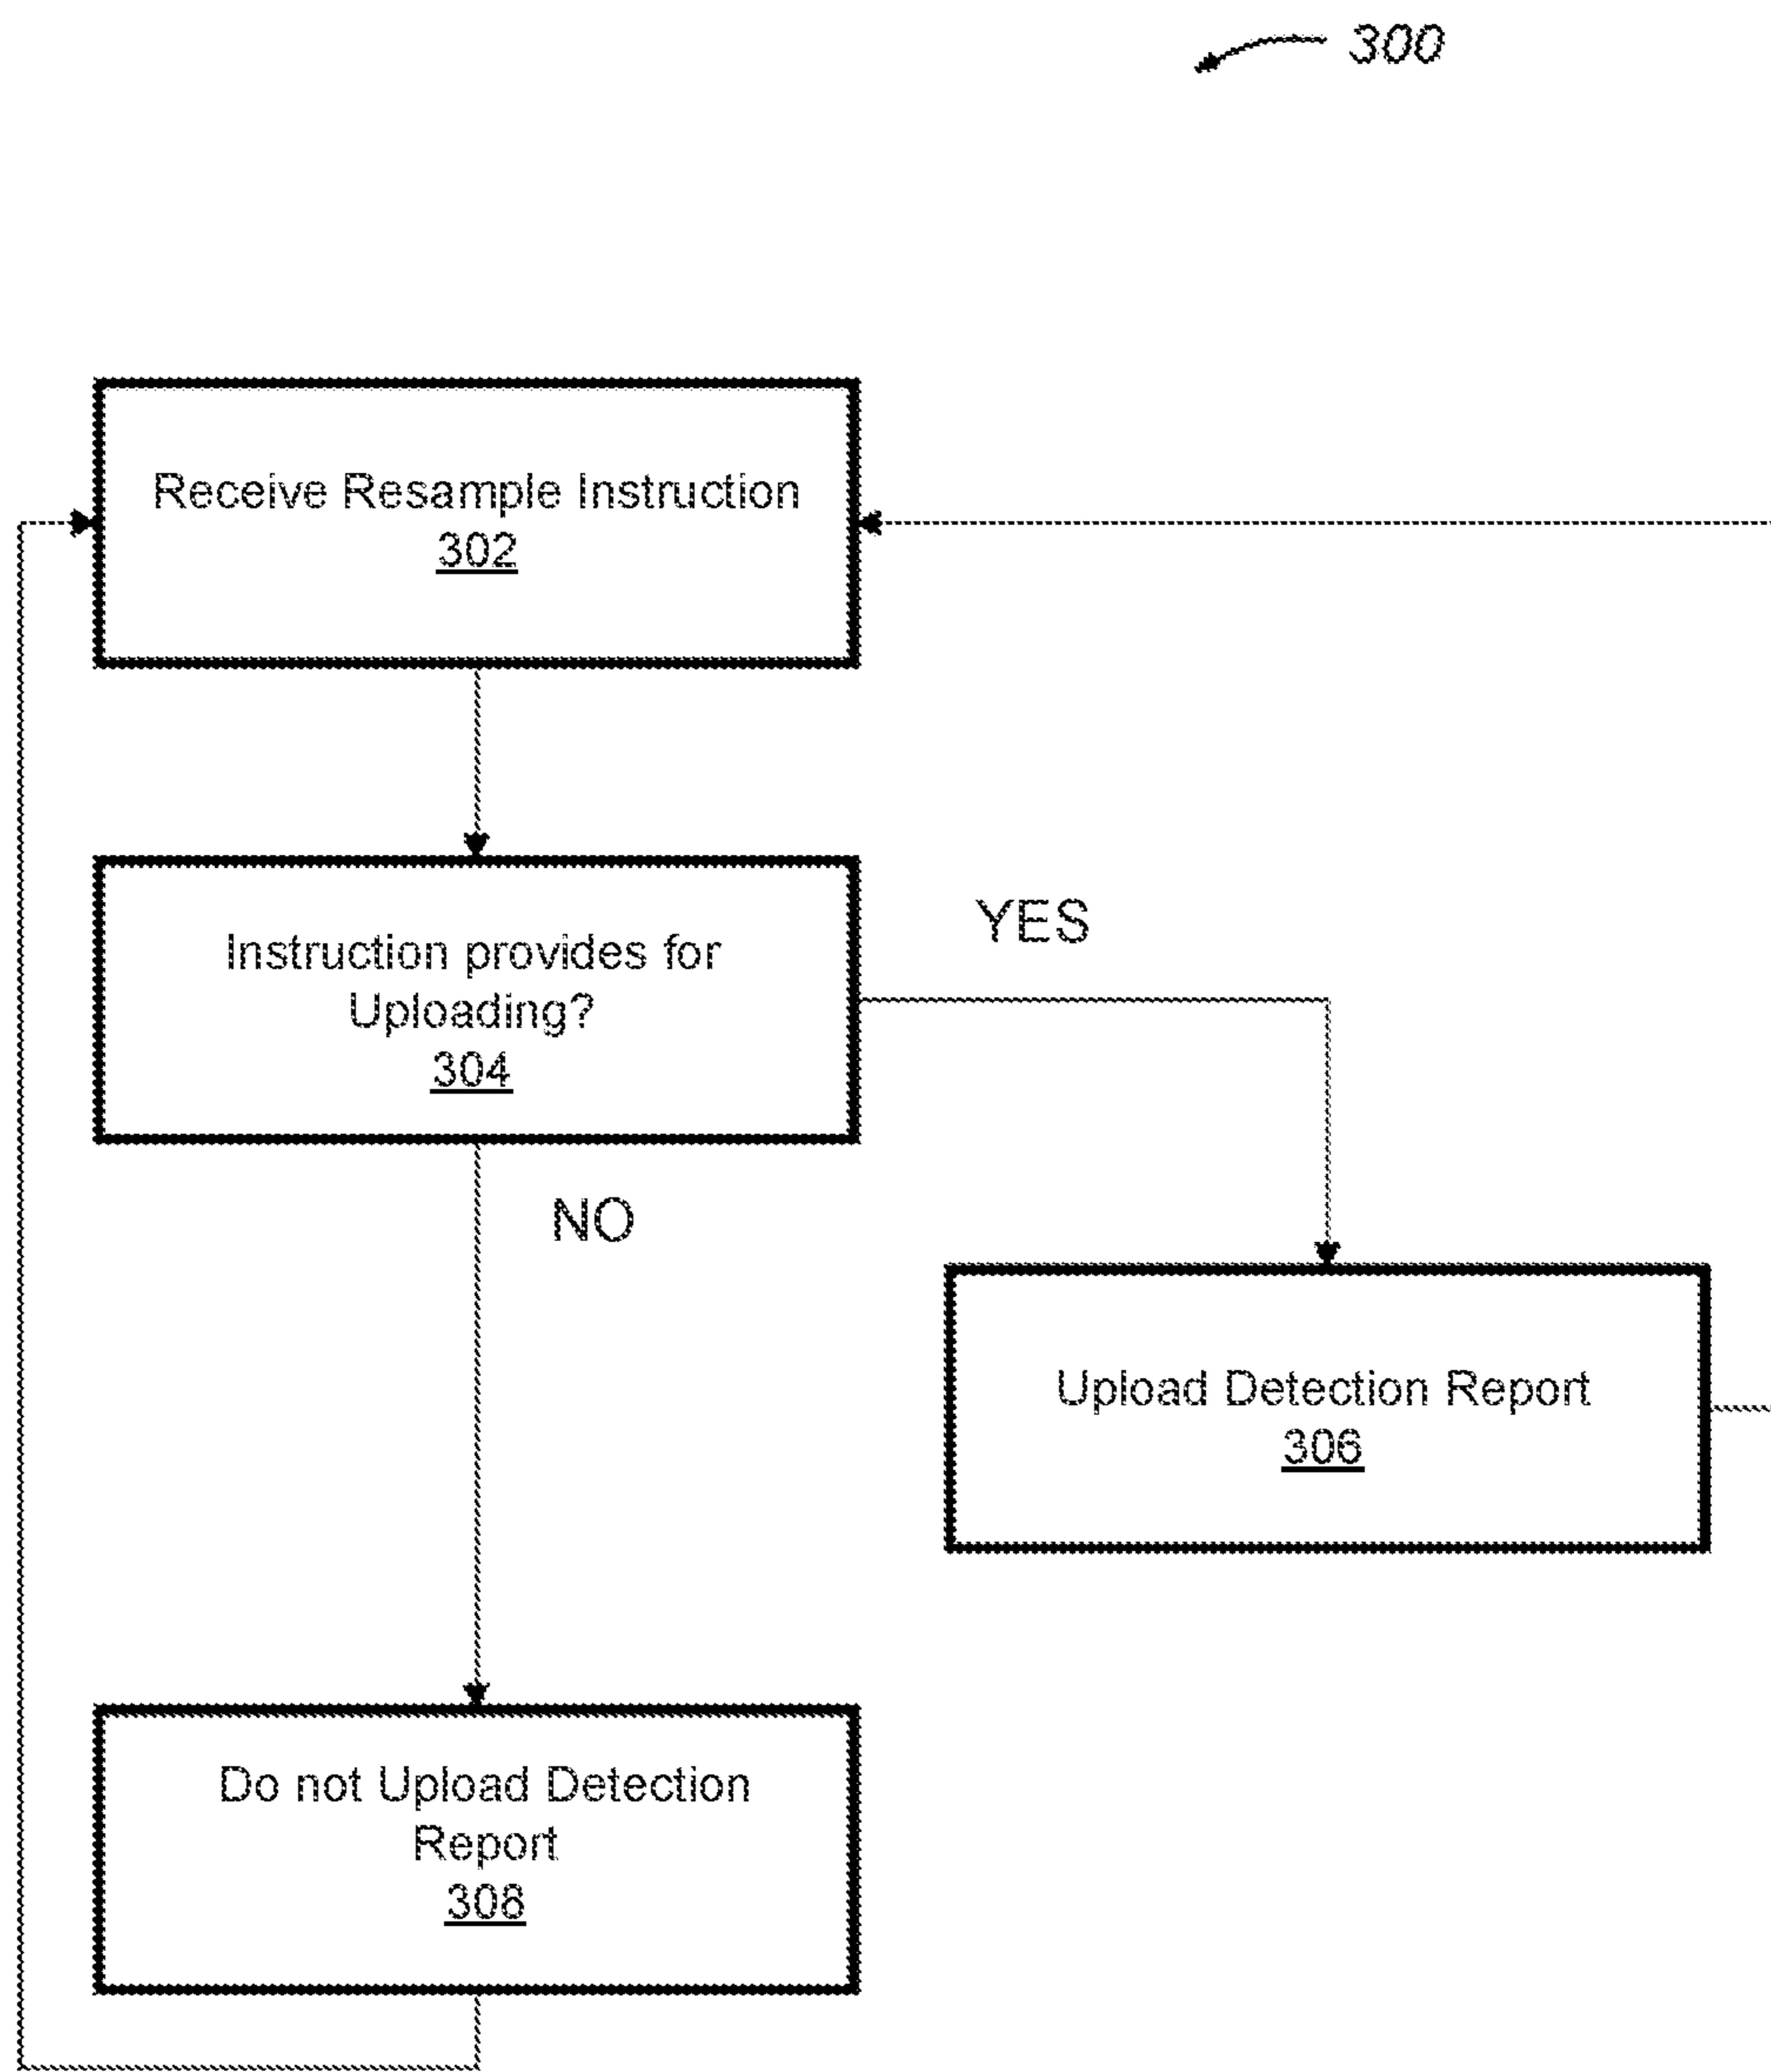 300
Receive Resample Instruction
302
Instruction provides for
Uploading?
304
YES
NO
Upload Detection Report
306
Do not Upload Detection
Report
308